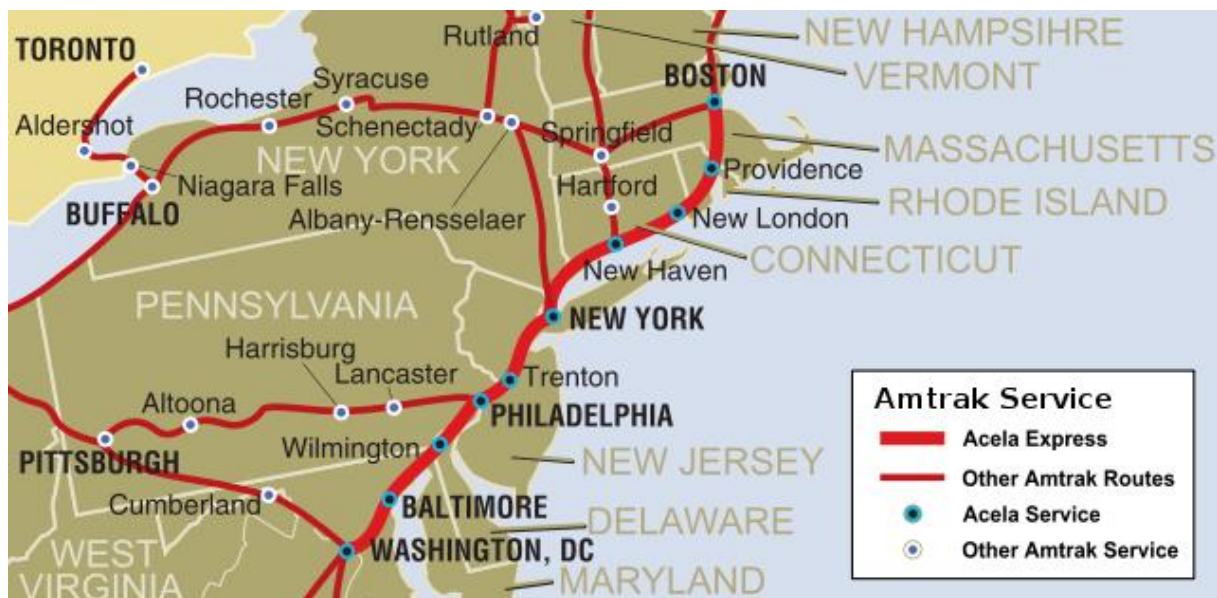 TORONTO
Rutland
NEW HAMPSIHRE
BOSTON
VERMONT
Syracuse
Rochester
Aldershot
Schenectady
Springfield
MASSACHUSETTS
NEW YORK
Providence
Niagara Falls
Hartford
RHODE ISLAND
BUFFALO
Albany-Rensselaer
New London
CONNECTICUT
New Haven
PENNSYLVANIA
NEW YORK
Harrisburg
Lancaster
Trenton
Altoona
PHILADELPHIA
Wilmington
PITTSBURGH
NEW JERSEY
Cumberland
BALTIMORE
DELAWARE
WASHINGTON, DC
WEST
VIRGINIA
MARYLAND
Amtrak Service
Acela Express
Other Amtrak Routes
Acela Service
Other Amtrak Service